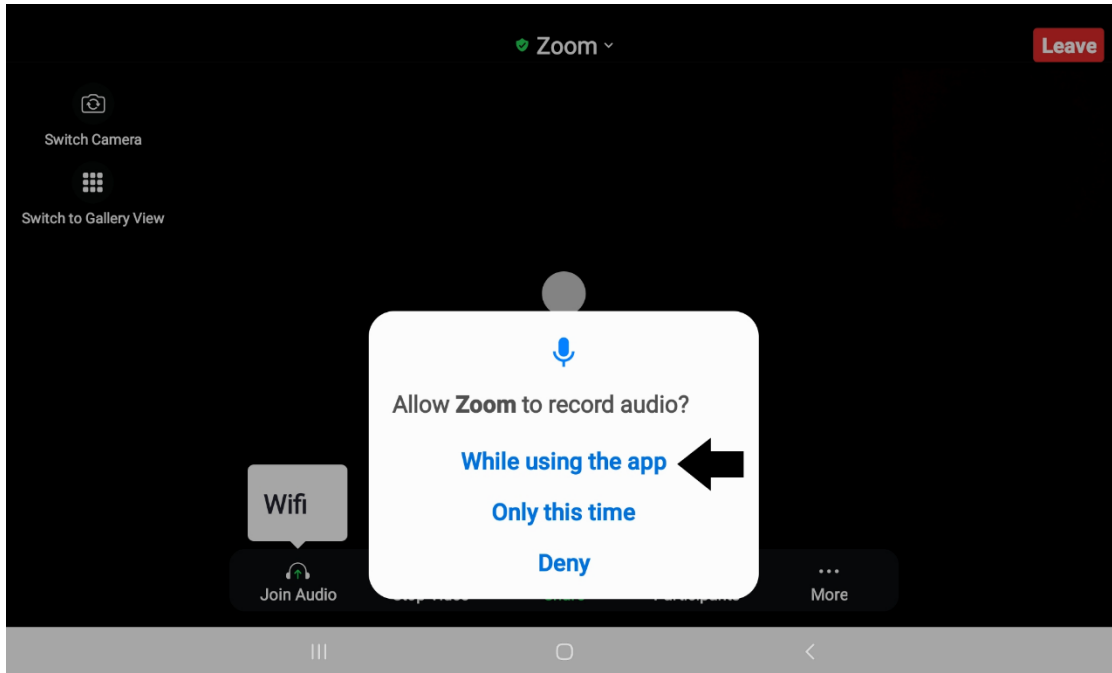 Zoom
Leave
Switch Camera
Switch to Gallery View
Allow Zoom to record audio?
While using the app
Only this time
Deny
Wifi
Join Audio
More